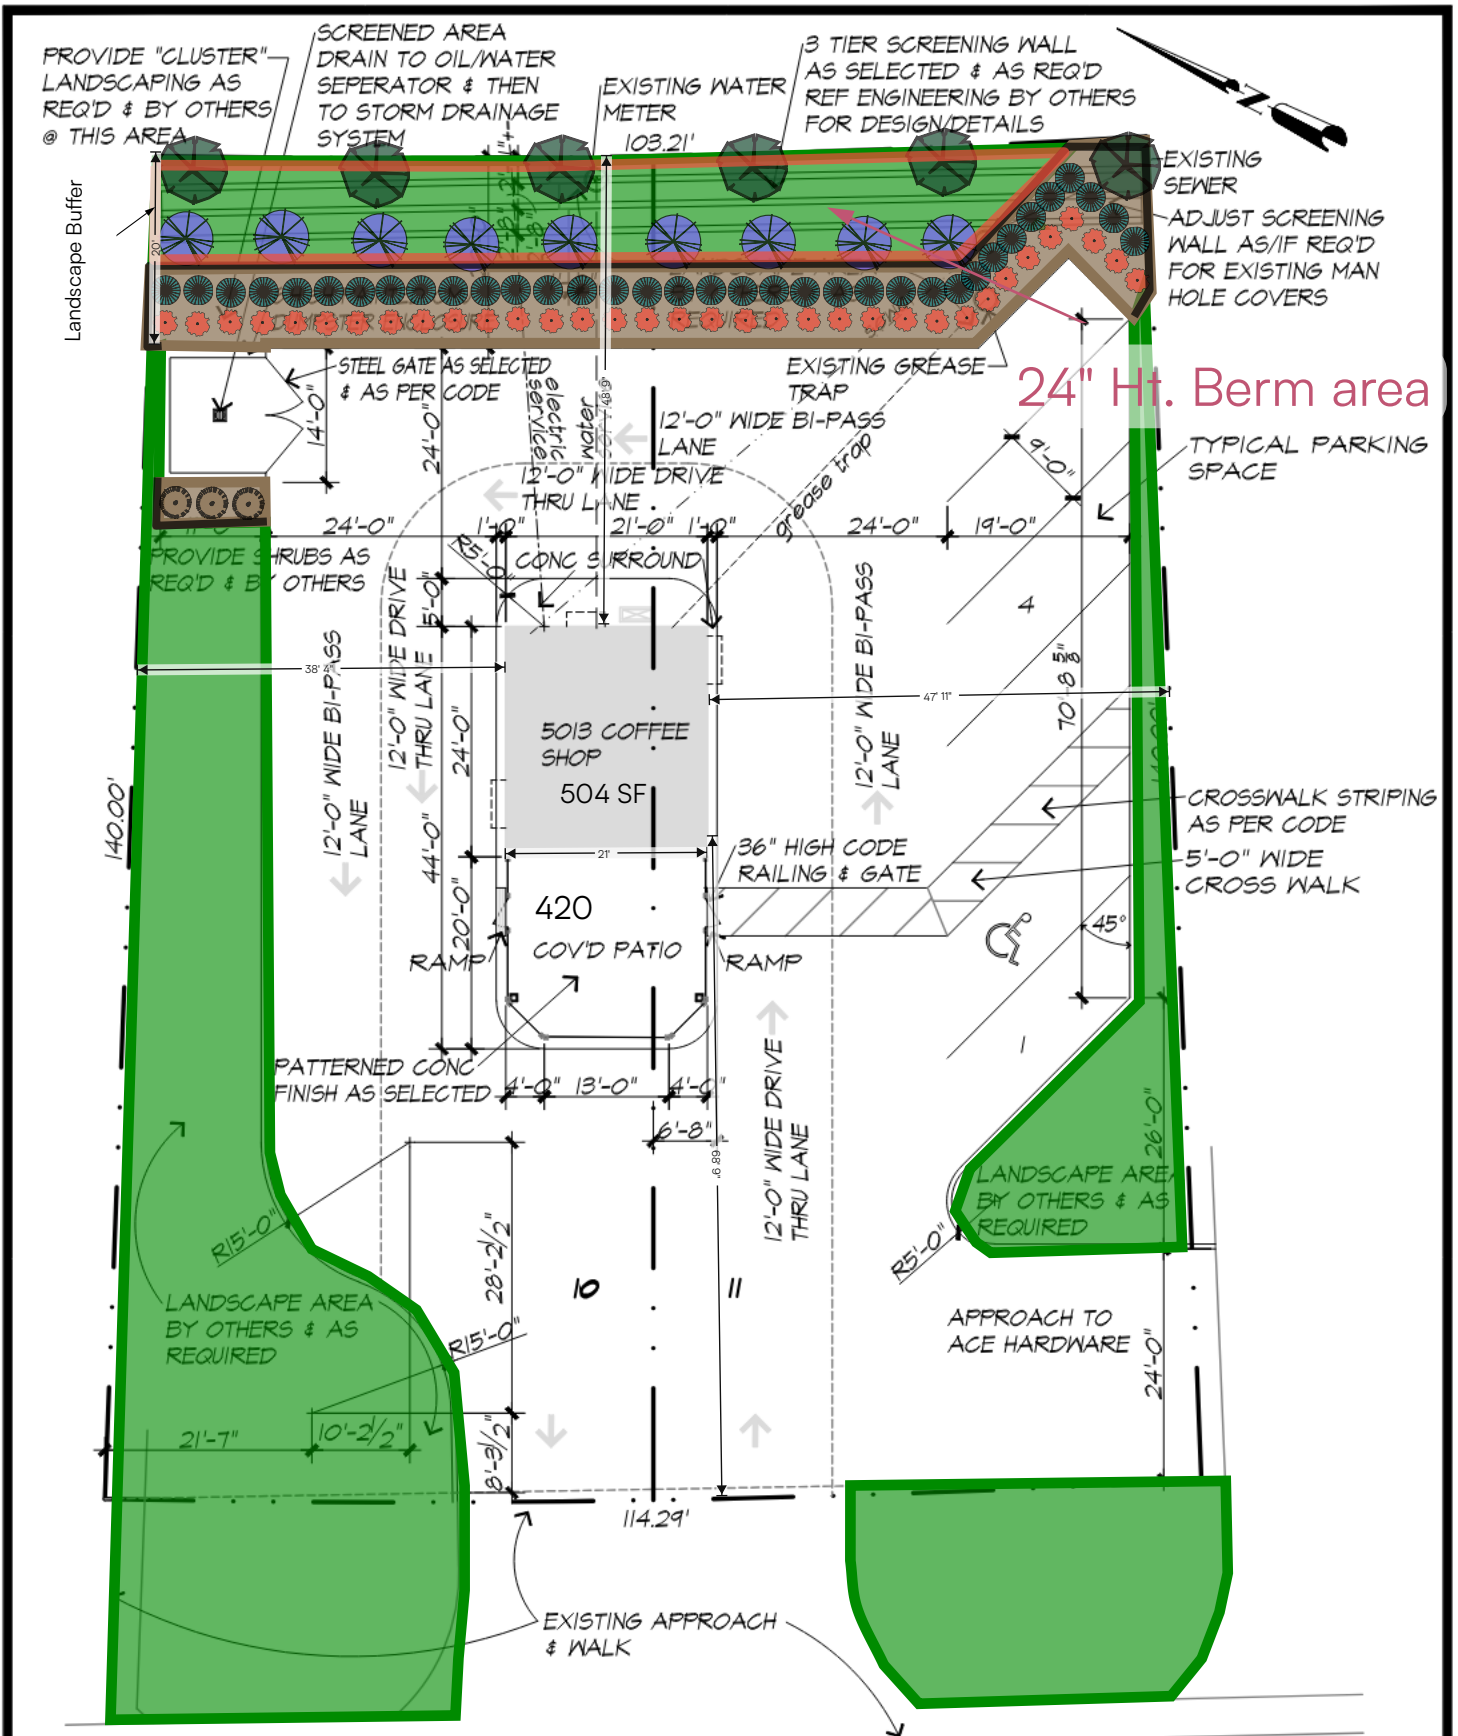 PROVIDE "CLUSTER"
LANDSCAPING AS
REQ'D & BY OTHERS
@ THIS AREA
SCREENED AREA
DRAIN TO OIL/WATER
SEPERATOR & THEN
TO STORM DRAINAGE
SYSTEM
EXISTING WATER
METER
103.21'
3 TIER SCREENING WALL
AS SELECTED & AS REQ'D
REF ENGINEERING BY OTHERS
FOR DESIGN/DETAILS
N
EXISTING
SEWER
ADJUST SCREENING
WALL AS/IF REQ'D
FOR EXISTING MAN
HOLE COVERS
Landscape Buffer
20'
STEEL GATE AS SELECTED
& AS PER CODE
14'-0"
24'-0"
electric
service
water
48'9"
EXISTING GREASE
TRAP
24" Ht. Berm area
12'-0" WIDE BI-PASS
LANE
12'-0" WIDE DRIVE
THRU LANE
grease trap
9'-0"
TYPICAL PARKING
SPACE
11'-0"
24'-0"
1'-0"
21'-0"
1'-0"
24'-0"
19'-0"
PROVIDE SHRUBS AS
REQ'D & BY OTHERS
R5'-0"
CONC SURROUND
5'-0"
4
12'-0" WIDE BI-PASS
LANE
12'-0" WIDE DRIVE
THRU LANE
12'-0" WIDE BI-PASS
LANE
38' 4"
47' 11"
70'-8 5/8"
24'-0"
5013 COFFEE
SHOP
504 SF
140.00'
140.00'
44'-0"
21'
36" HIGH CODE
RAILING & GATE
CROSSWALK STRIPING
AS PER CODE
5'-0" WIDE
CROSS WALK
420
COV'D PATIO
20'-0"
RAMP
RAMP
45°
1
PATTERNED CONC
FINISH AS SELECTED
4'-0"
13'-0"
4'-0"
6'-8"
12'-0" WIDE DRIVE
THRU LANE
26'-0"
LANDSCAPE AREA
BY OTHERS & AS
REQUIRED
R15'-0"
R5'-0"
28'-2 1/2"
10
11
LANDSCAPE AREA
BY OTHERS & AS
REQUIRED
R15'-0"
APPROACH TO
ACE HARDWARE
24'-0"
21'-7"
10'-2 1/2"
8'-3 1/2"
114.29'
EXISTING APPROACH
& WALK